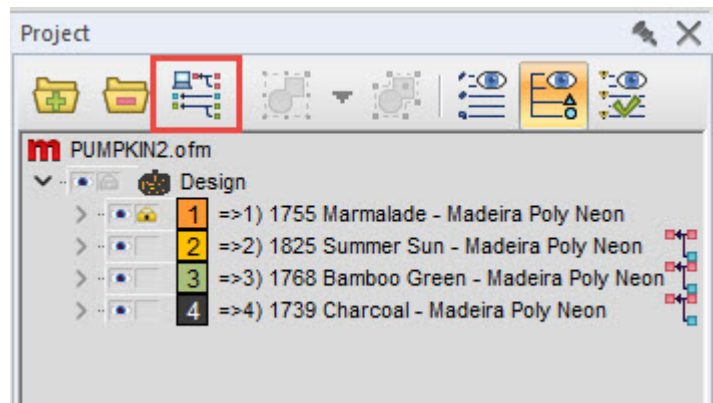 Project
m PUMPKIN2.ofm
Design
1 =>1) 1755 Marmalade - Madeira Poly Neon
2 =>2) 1825 Summer Sun - Madeira Poly Neon
3 =>3) 1768 Bamboo Green - Madeira Poly Neon
4 =>4) 1739 Charcoal - Madeira Poly Neon